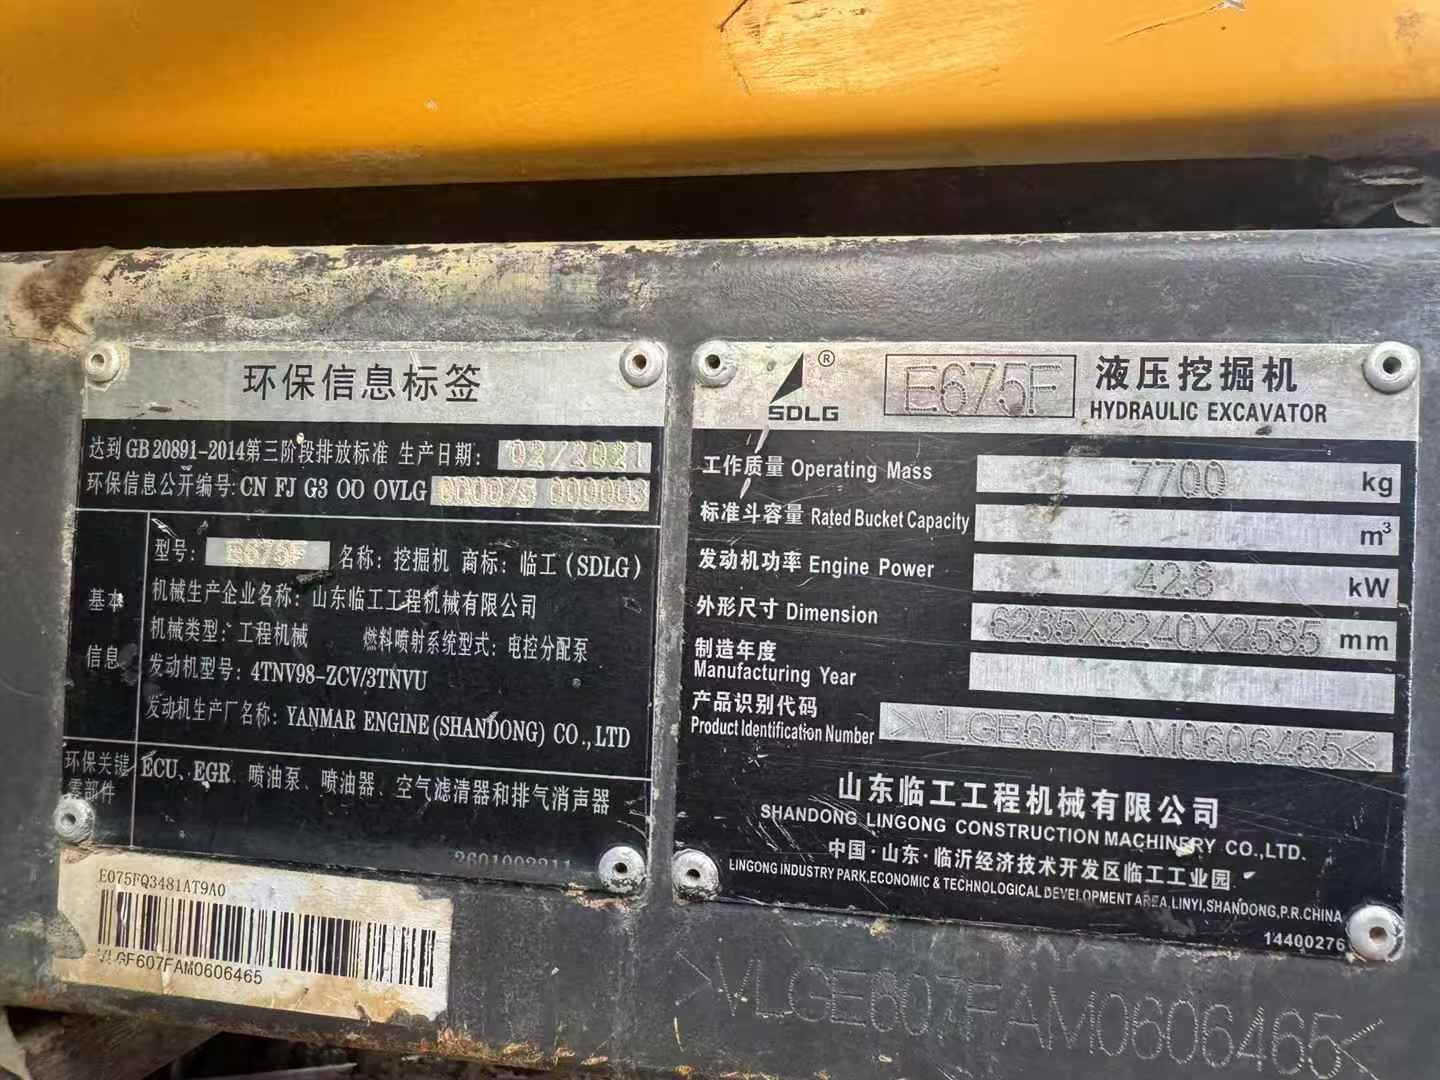 环保信息标签
达到GB 20891-2014第三阶段排放标准 生产日期: 02/2021
环保信息公开编号: CN FJ G3 00 0VLG
基本信息
型号: E675F 名称: 挖掘机 商标: 临工 (SDLG)
机械生产企业名称: 山东临工工程机械有限公司
机械类型: 工程机械 燃料喷射系统型式: 电控分配泵
发动机型号: 4TNV98-ZCV/3TNVU
发动机生产厂名称: YANMAR ENGINE(SHANDONG) CO.,LTD
环保关键零部件
ECU、EGR、喷油泵、喷油器、空气滤清器和排气消声器
E075FQ3481AT9A0
VLGE607FAM0606465
SDLG® E675F 液压挖掘机
HYDRAULIC EXCAVATOR
工作质量 Operating Mass 7700 kg
标准斗容量 Rated Bucket Capacity m³
发动机功率 Engine Power 42.8 kW
外形尺寸 Dimension 6235X2240X2585 mm
制造年度
Manufacturing Year
产品识别代码
Product Identification Number >VLGE607FAM0606465<
山东临工工程机械有限公司
SHANDONG LINGONG CONSTRUCTION MACHINERY CO.,LTD.
中国·山东·临沂经济技术开发区临工工业园
LINGONG INDUSTRY PARK,ECONOMIC & TECHNOLOGICAL DEVELOPMENT AREA,LINYI,SHANDONG,P.R.CHINA
14400276
>VLGE607FAM0606465<